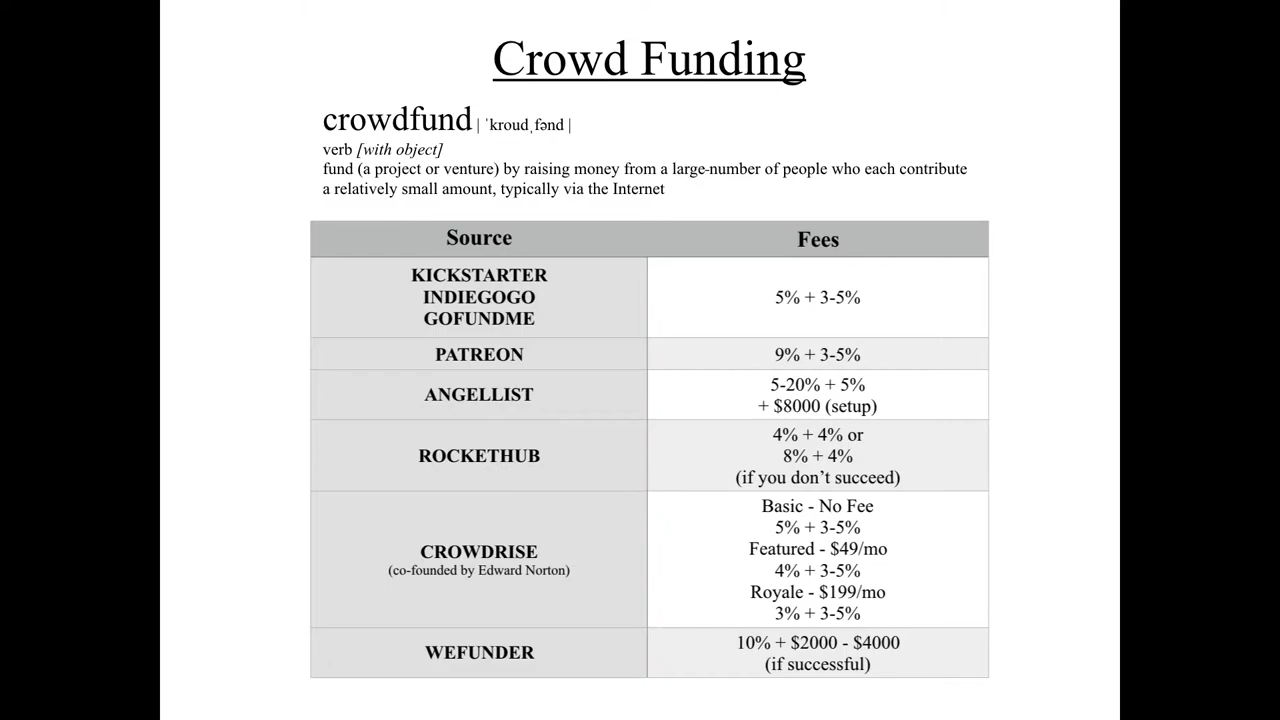 Crowd Funding
crowdfund | ˈkroudˌfənd |
verb [with object]
fund (a project or venture) by raising money from a large-number of people who each contribute
a relatively small amount, typically via the Internet
Source
Fees
KICKSTARTER
INDIEGOGO
GOFUNDME
5% + 3-5%
PATREON
9% + 3-5%
ANGELLIST
5-20% + 5%
+ $8000 (setup)
ROCKETHUB
4% + 4% or
8% + 4%
(if you don’t succeed)
CROWDRISE
(co-founded by Edward Norton)
Basic - No Fee
5% + 3-5%
Featured - $49/mo
4% + 3-5%
Royale - $199/mo
3% + 3-5%
WEFUNDER
10% + $2000 - $4000
(if successful)